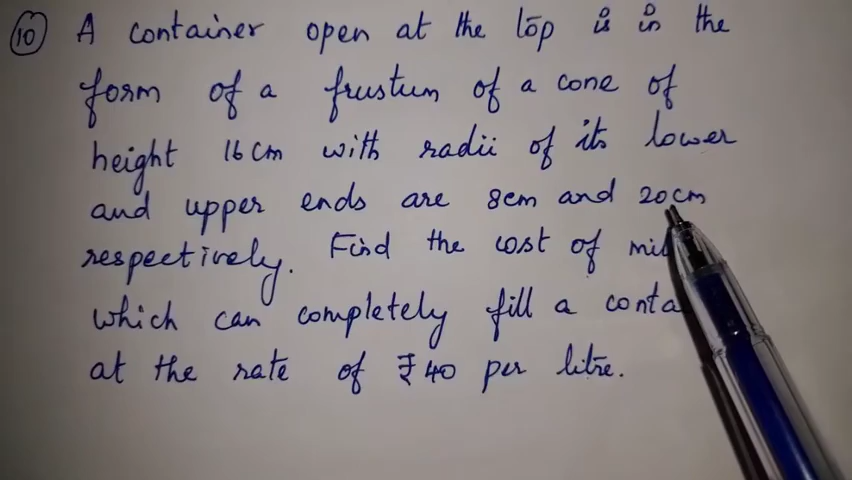 10 A container open at the top is in the
form of a frustum of a cone of
height 16 cm with radii of its lower
and upper ends are 8cm and 20cm
respectively. Find the cost of
which can completely fill a
at the rate of ₹40 per litre.